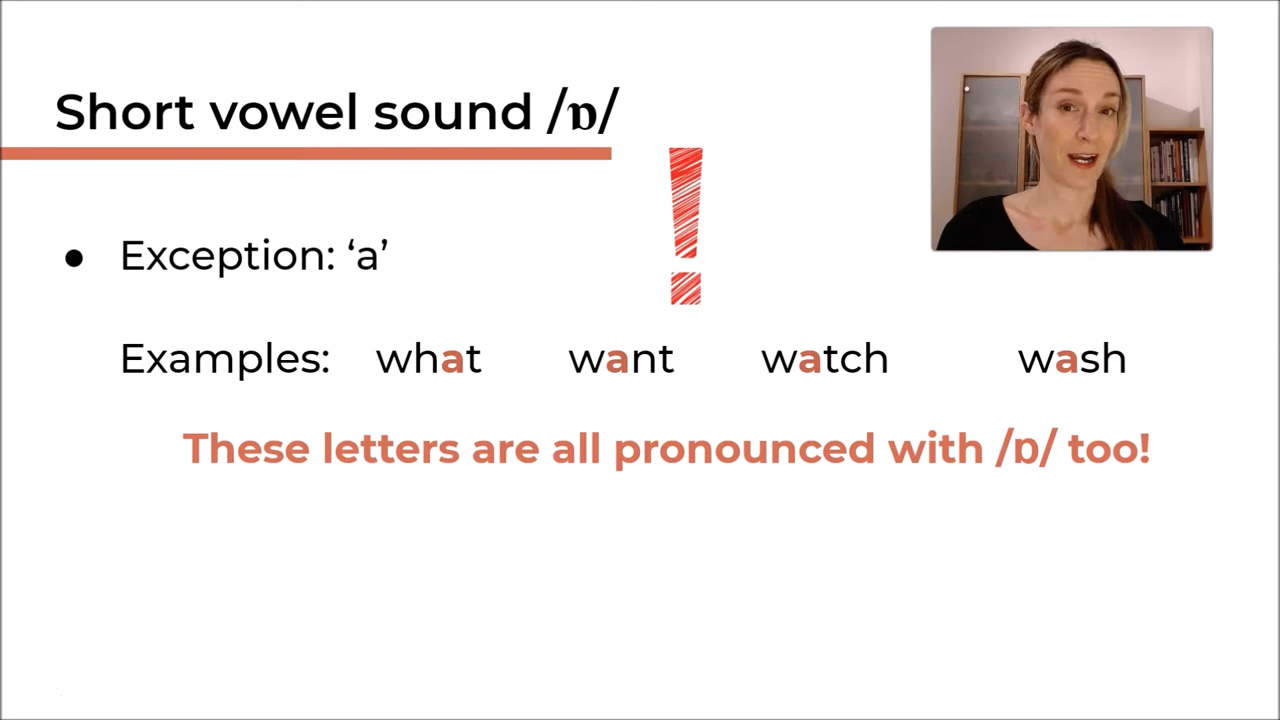 Short vowel sound /ɒ/
● Exception: ‘a’
Examples: what want watch wash
These letters are all pronounced with /ɒ/ too!